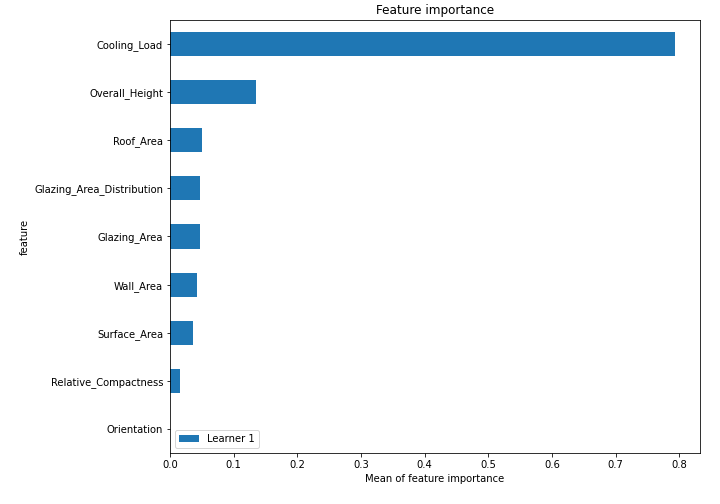 Feature importance
Cooling_Load
Overall_Height
Roof_Area
Glazing_Area_Distribution
Glazing_Area
Wall_Area
Surface_Area
Relative_Compactness
Orientation
feature
Learner 1
0.0 0.1 0.2 0.3 0.4 0.5 0.6 0.7 0.8
Mean of feature importance